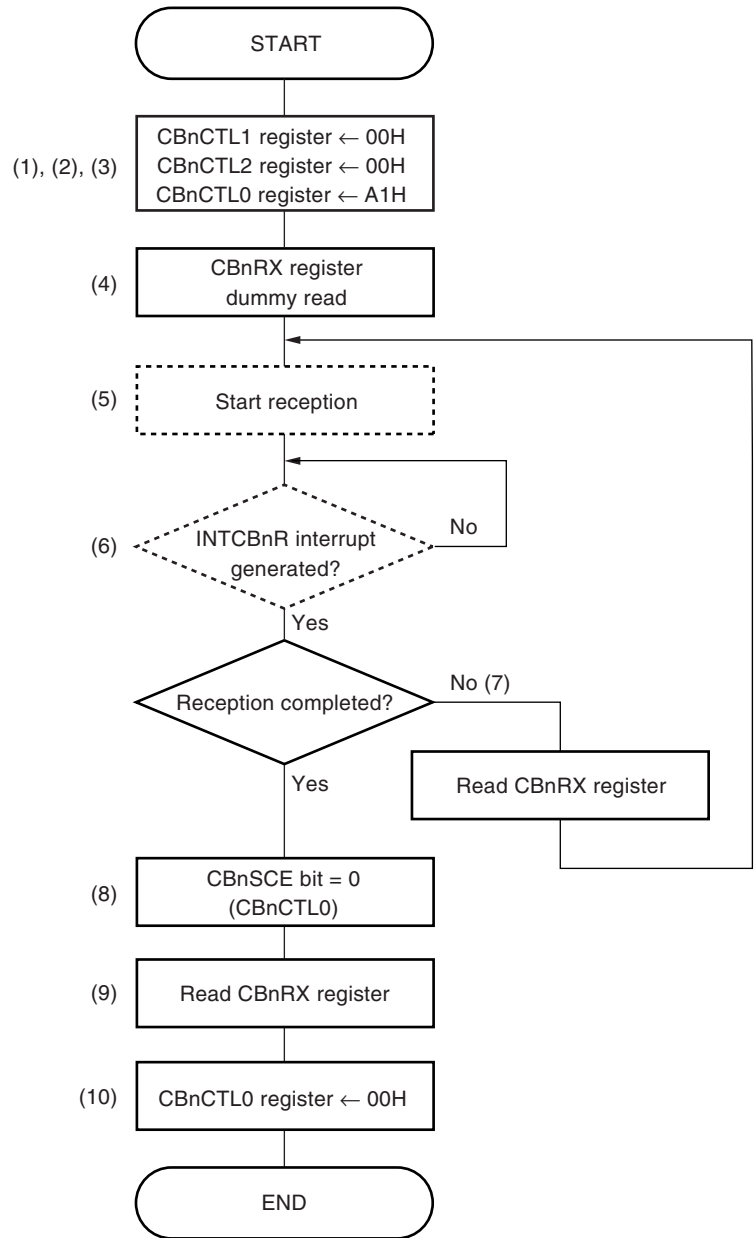 START
(1), (2), (3)
CBnCTL1 register ← 00H
CBnCTL2 register ← 00H
CBnCTL0 register ← A1H
(4)
CBnRX register
dummy read
(5)
Start reception
(6)
INTCBnR interrupt
generated?
No
Yes
Reception completed?
No (7)
Read CBnRX register
Yes
(8)
CBnSCE bit = 0
(CBnCTL0)
(9)
Read CBnRX register
(10)
CBnCTL0 register ← 00H
END